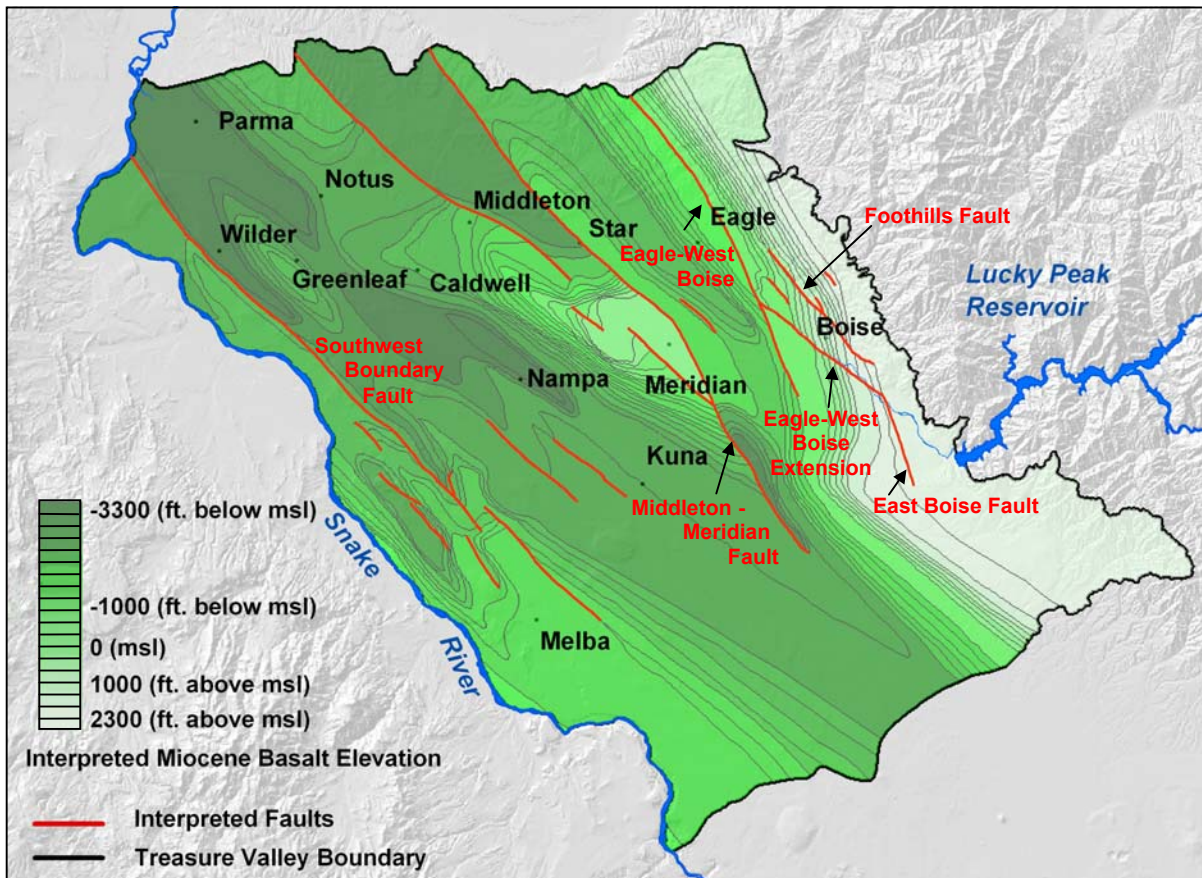 Parma
Notus
Middleton
Wilder
Star
Eagle
Foothills Fault
Eagle-West
Boise
Greenleaf
Caldwell
Lucky Peak
Reservoir
Boise
Southwest
Boundary
Fault
Nampa
Meridian
Eagle-West
Boise
Extension
Kuna
East Boise Fault
Middleton -
Meridian
Fault
Snake
River
Melba
-3300 (ft. below msl)
-1000 (ft. below msl)
0 (msl)
1000 (ft. above msl)
2300 (ft. above msl)
Interpreted Miocene Basalt Elevation
Interpreted Faults
Treasure Valley Boundary